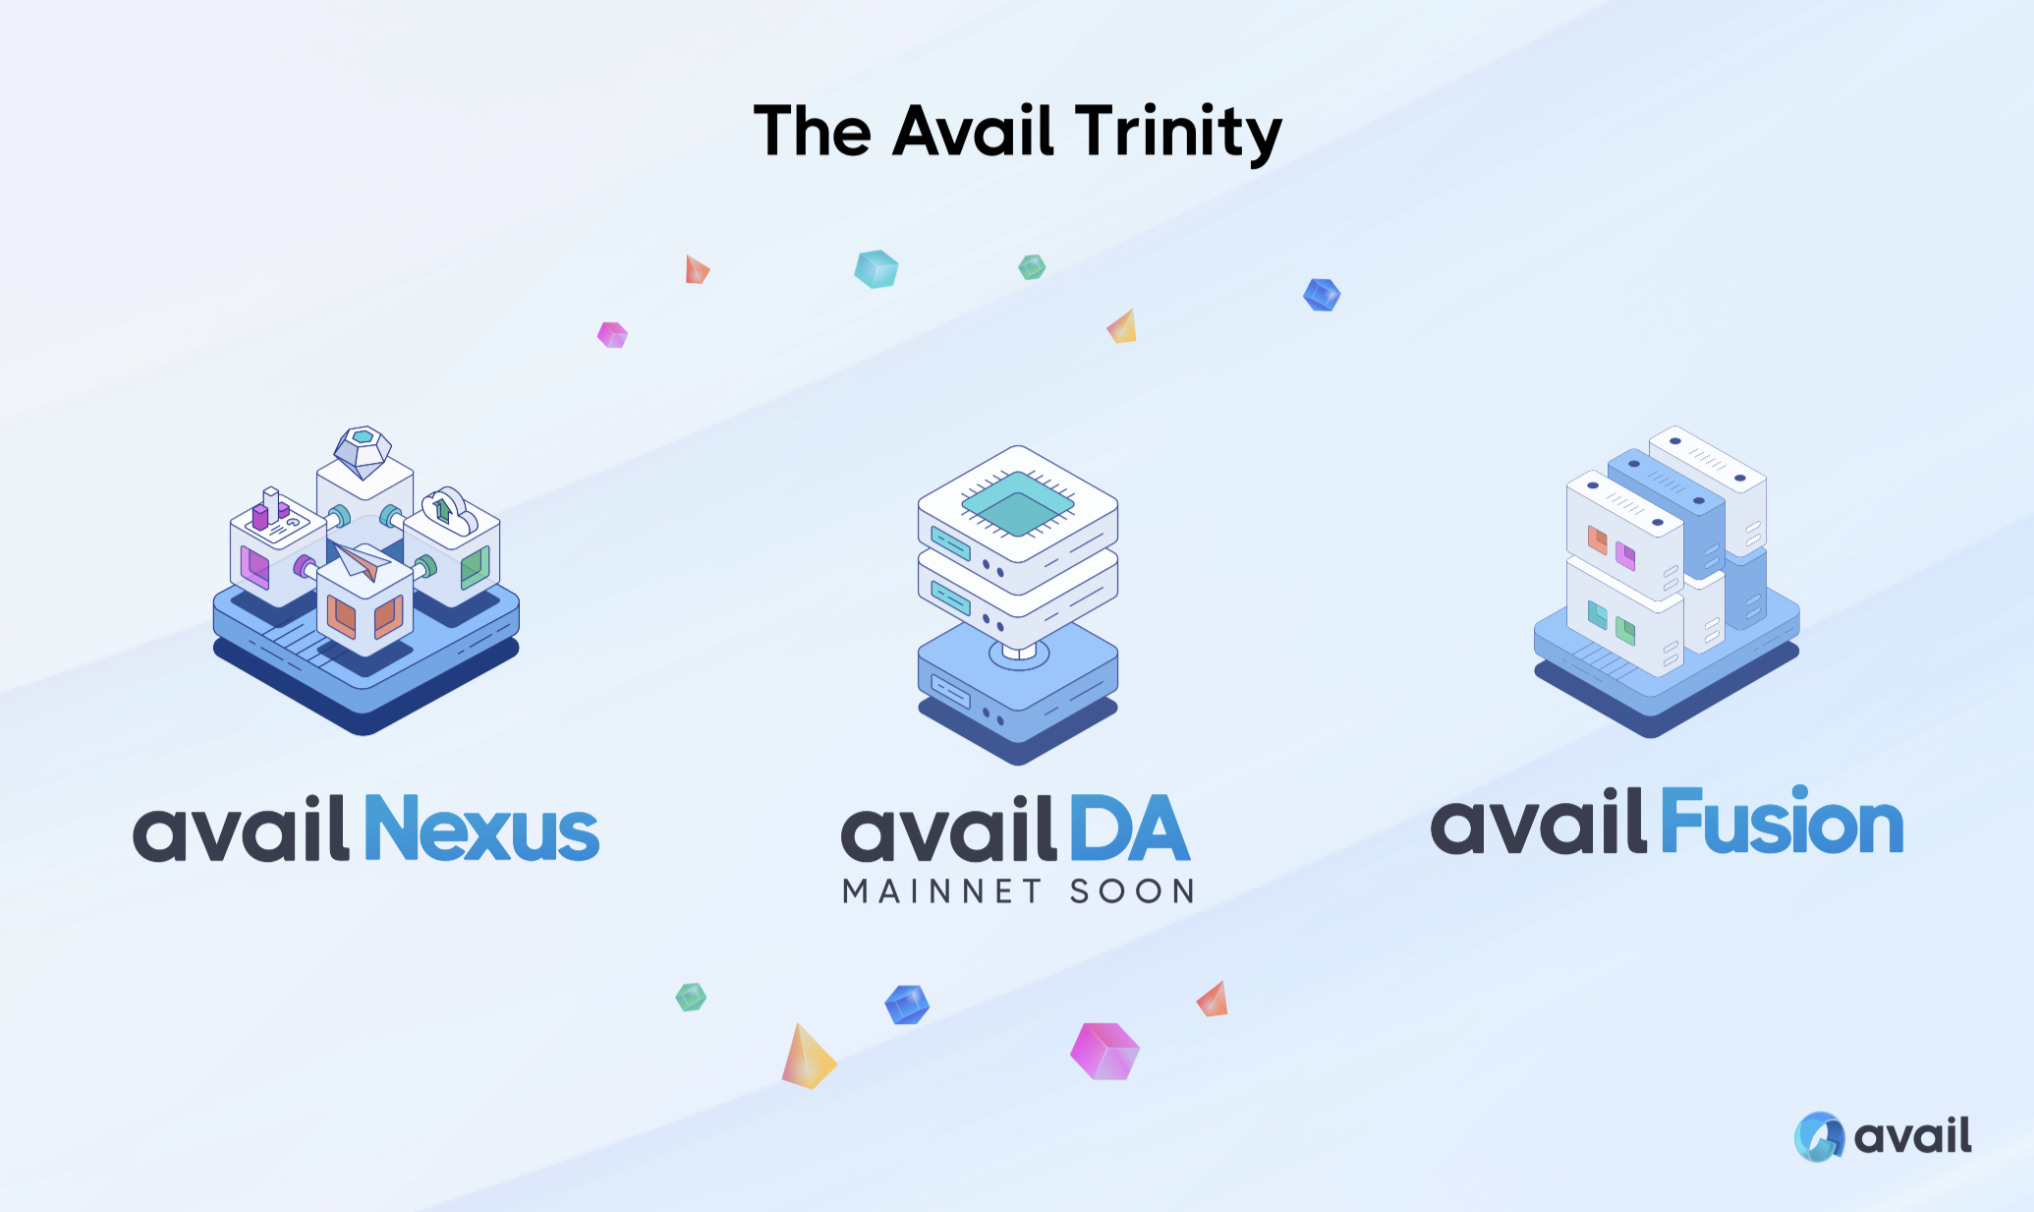 The Avail Trinity
avail Nexus
avail DA
MAINNET SOON
avail Fusion
avail